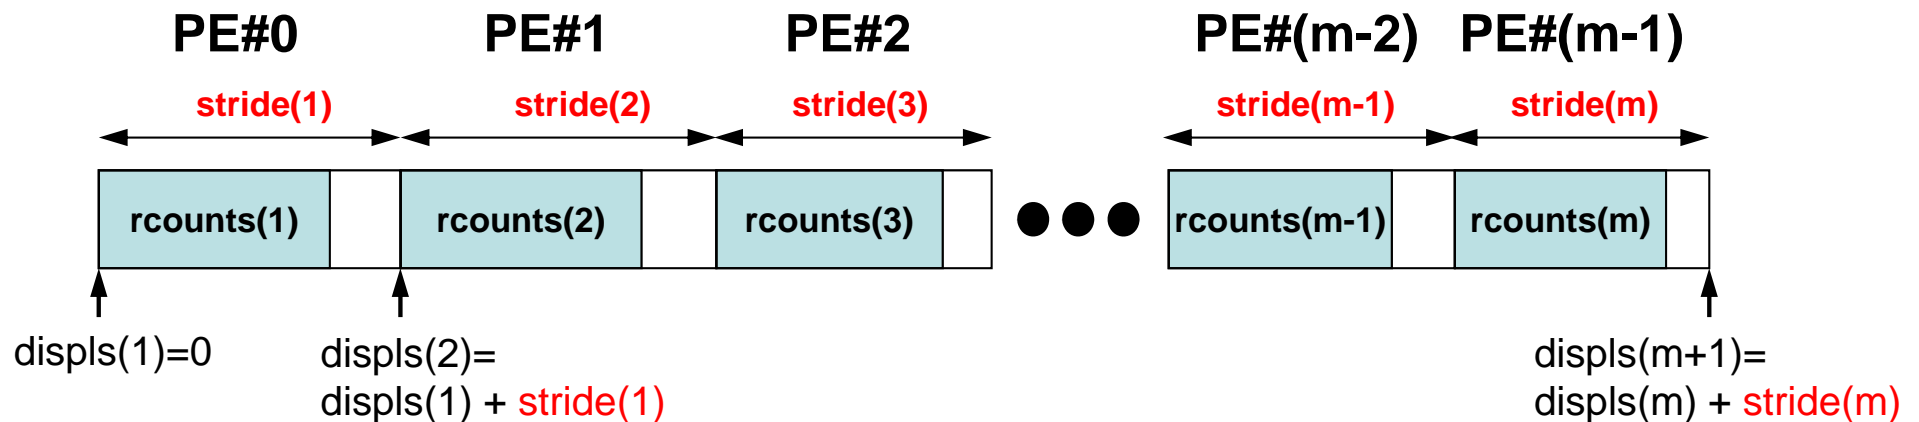 PE#0 PE#1 PE#2 PE#(m-2) PE#(m-1)
stride(1) stride(2) stride(3) stride(m-1) stride(m)
rcounts(1) rcounts(2) rcounts(3) rcounts(m-1) rcounts(m)
displs(1)=0
displs(2)=
displs(1) + stride(1)
displs(m+1)=
displs(m) + stride(m)